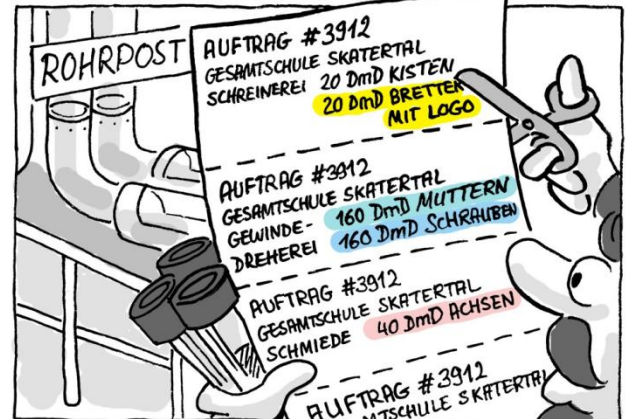 ROHRPOST
AUFTRAG #3912
GESAMTSCHULE SKATERTAL
SCHREINEREI 20 DmD KISTEN
20 DmD BRETTER
MIT LOGO
AUFTRAG #3912
GESAMTSCHULE SKATERTAL
GEWINDE- 160 DmD MUTTERN
DREHEREI 160 DmD SCHRAUBEN
AUFTRAG #3912
GESAMTSCHULE SKATERTAL
SCHMIEDE 40 DmD ACHSEN
AUFTRAG #3912
SKATERTAL